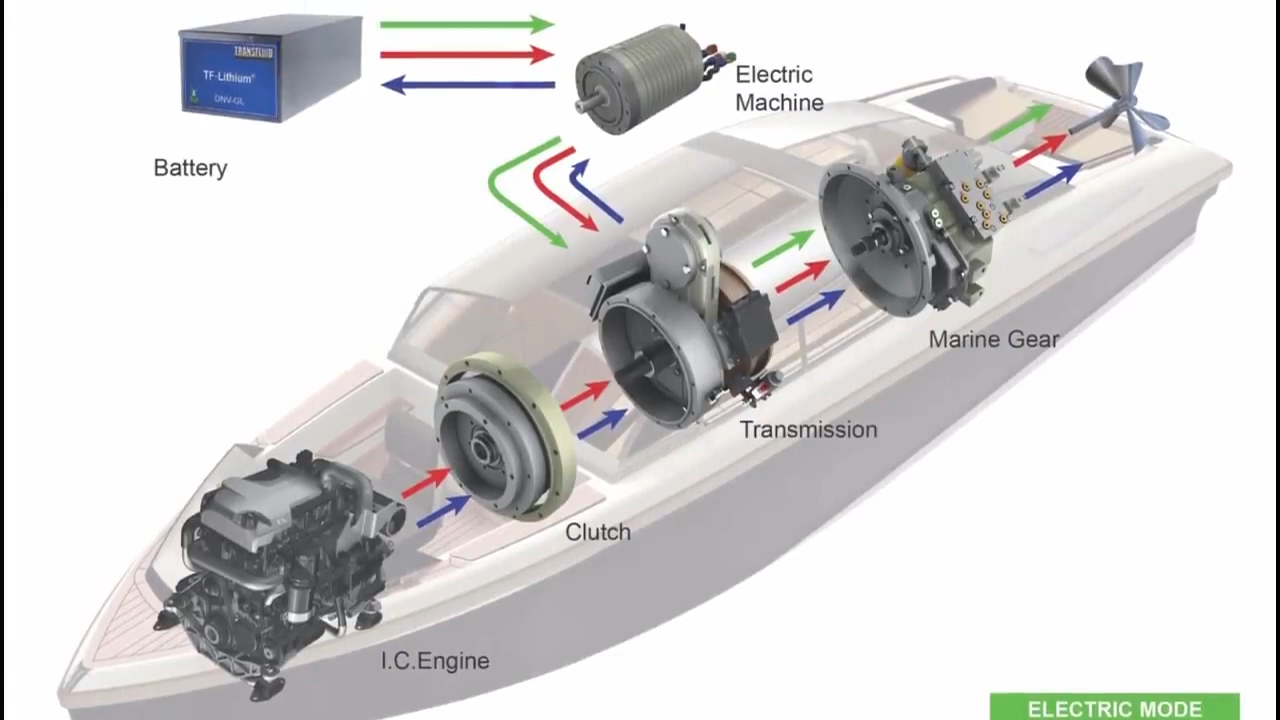 TRANSFLUID
TF-Lithium®
DNV-GL
Battery
Electric
Machine
Marine Gear
Transmission
Clutch
I.C.Engine
ELECTRIC MODE